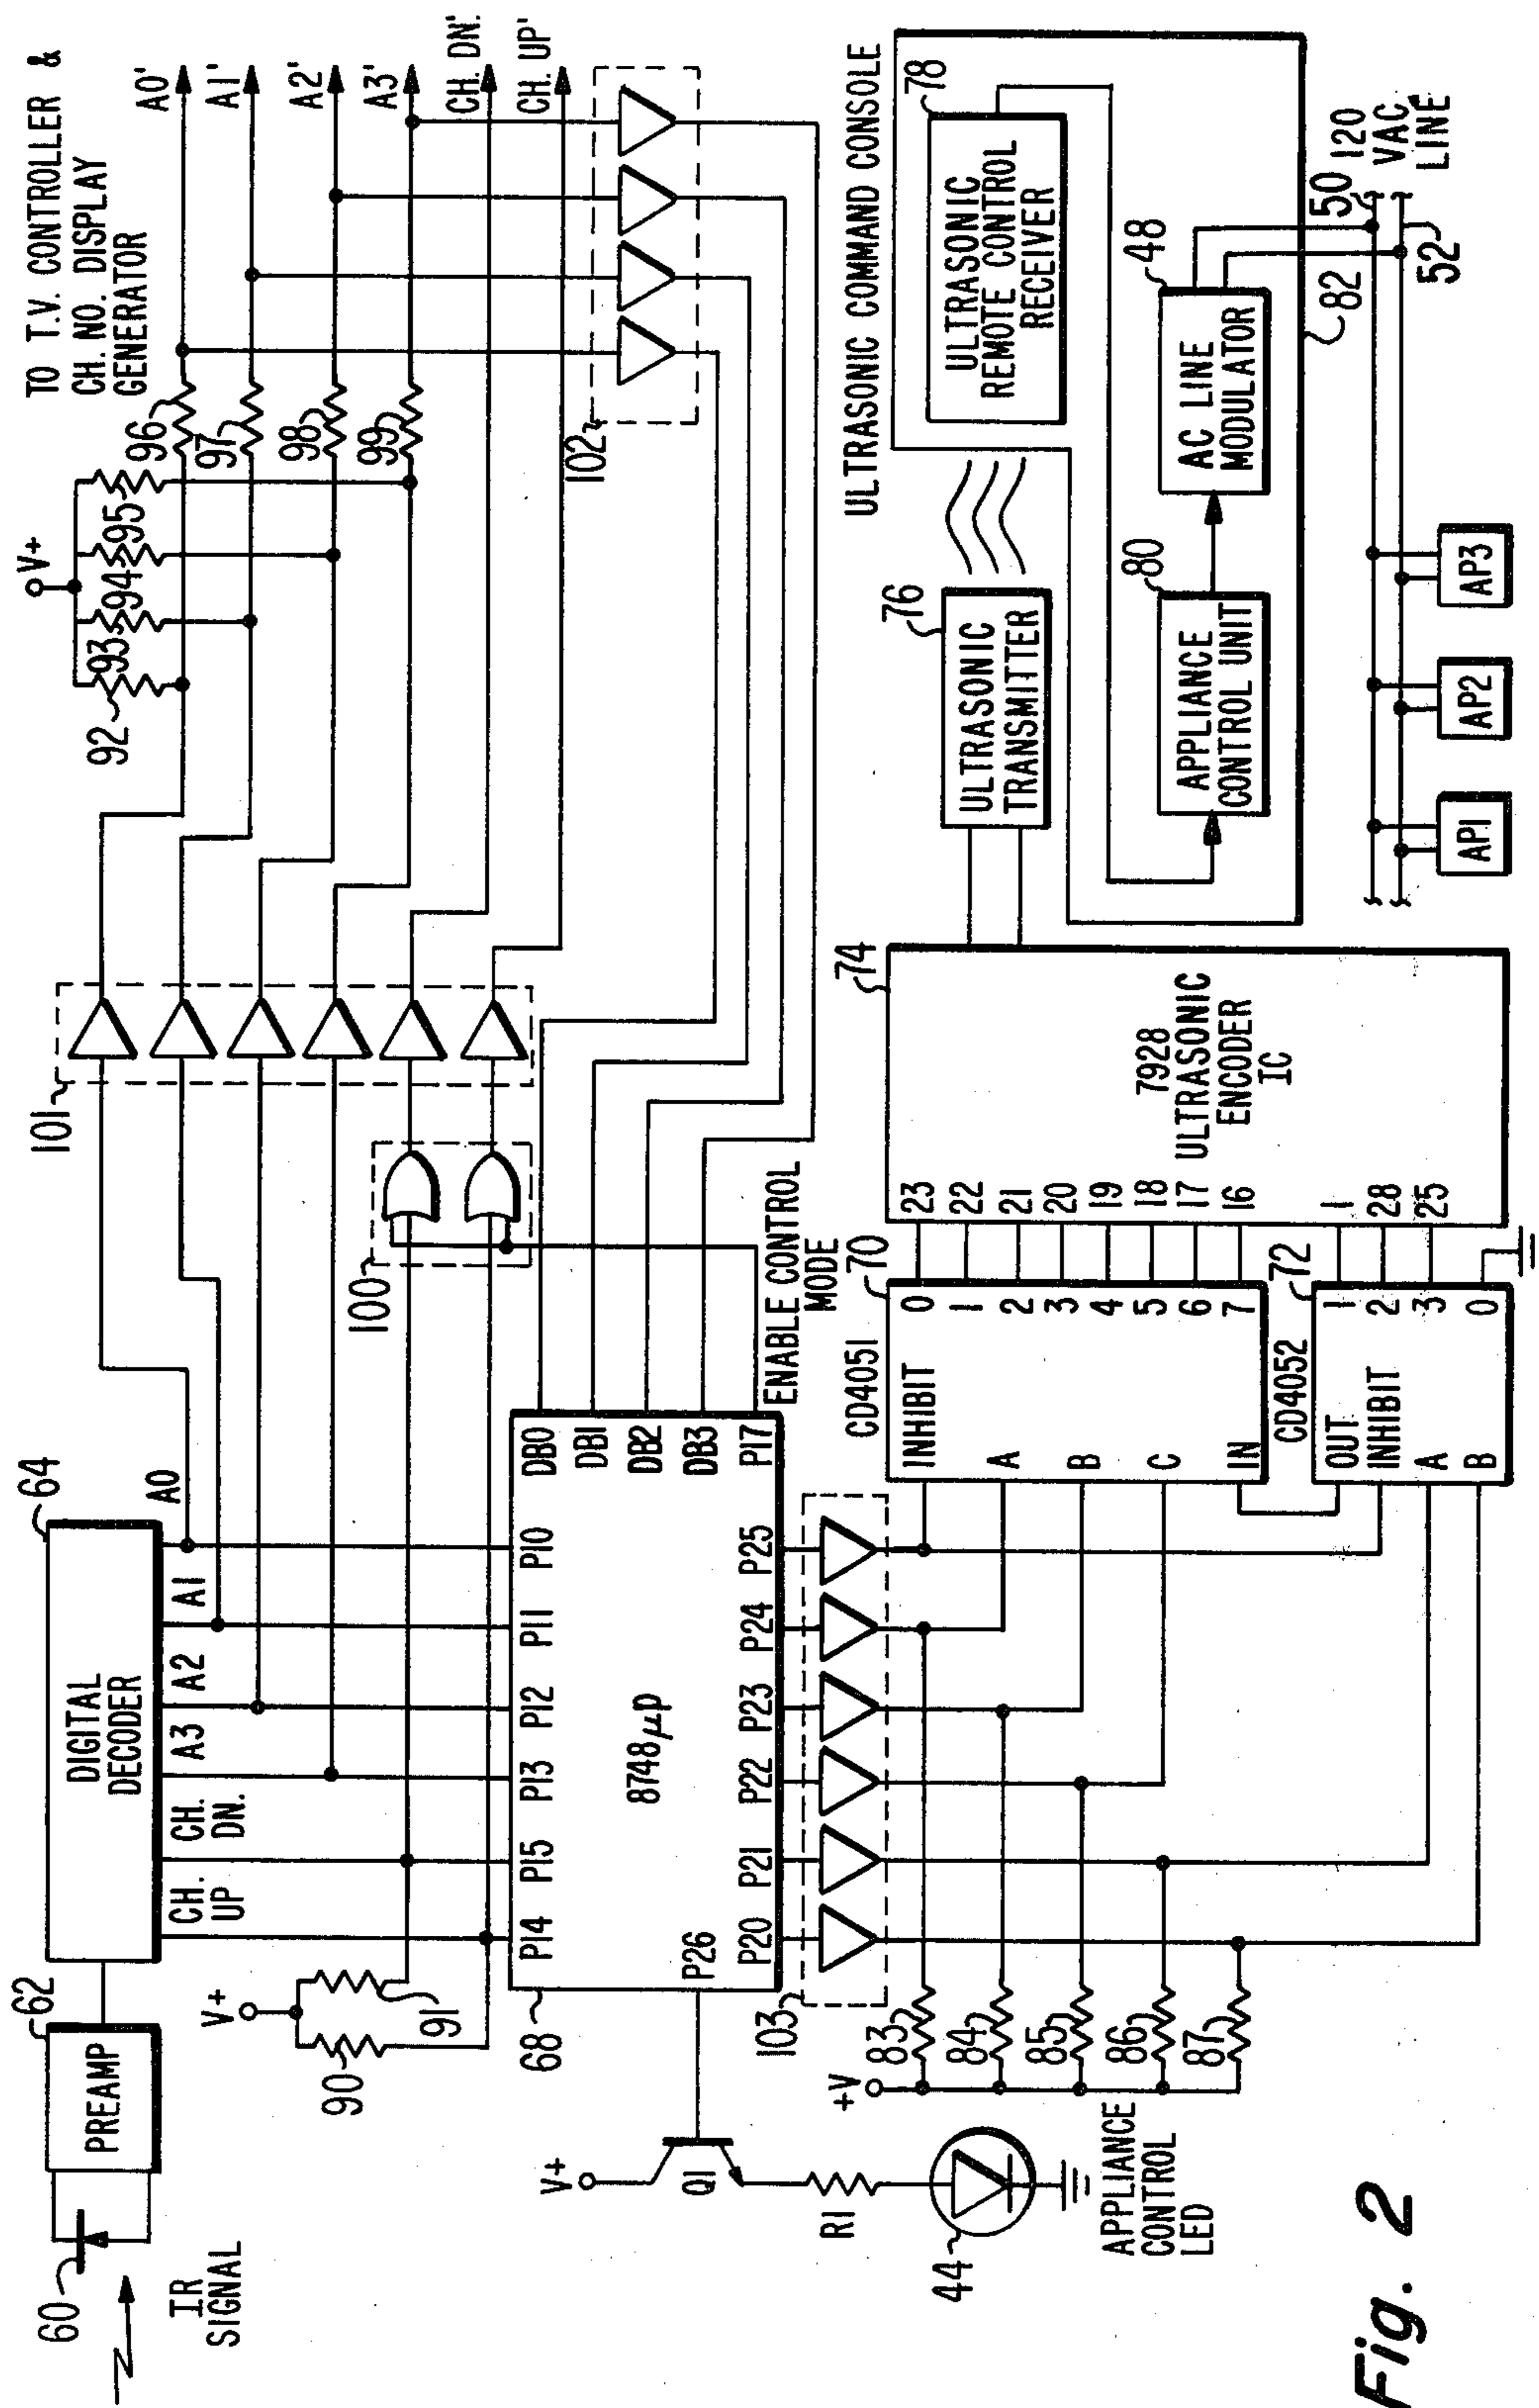 TO T.V. CONTROLLER &
CH. NO. DISPLAY
GENERATOR
A0'
A1'
A2'
A3'
CH. DN.'
CH. UP'
V+
92
93
94
95
96
97
98
99
101
102
100
60
IR
SIGNAL
62
PREAMP
64
DIGITAL
DECODER
A0
A1
A2
A3
CH.
DN.
CH.
UP
V+
90
91
68
P14
P15
P13
P12
P11
P10
8748 µp
DB0
DB1
DB2
DB3
P17
P26
P20
P21
P22
P23
P24
P25
ENABLE CONTROL
MODE
V+
Q1
R1
44
APPLIANCE
CONTROL
LED
103
+V
83
84
85
86
87
CD4051
70
INHIBIT
A
B
C
IN
0
1
2
3
4
5
6
7
CD4052
72
OUT
INHIBIT
A
B
1
2
3
0
74
23
22
21
20
19
18
17
16
1
28
25
7928
ULTRASONIC
ENCODER
IC
76
ULTRASONIC
TRANSMITTER
ULTRASONIC COMMAND CONSOLE
78
ULTRASONIC
REMOTE CONTROL
RECEIVER
80
APPLIANCE
CONTROL UNIT
48
AC LINE
MODULATOR
82
50
52
120
VAC
LINE
AP1
AP2
AP3
Fig. 2